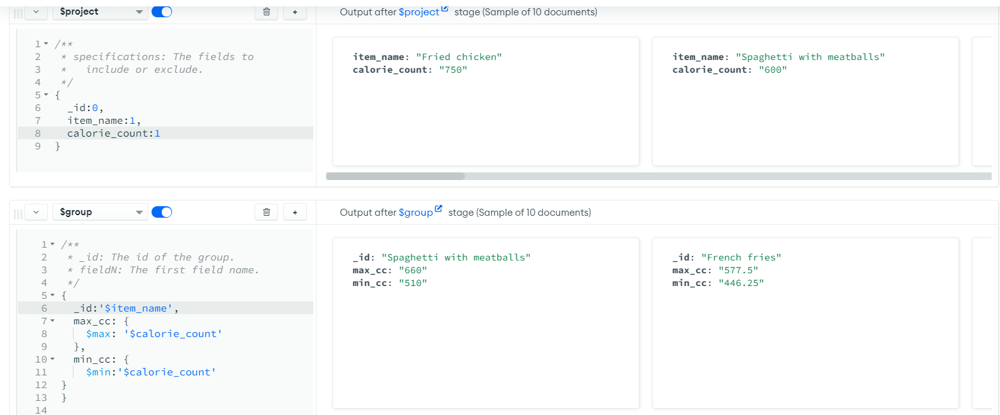 $project
+
Output after $project stage (Sample of 10 documents)
1 /**
2 * specifications: The fields to
3 * include or exclude.
4 */
5 {
6 _id:0,
7 item_name:1,
8 calorie_count:1
9 }
item_name: "Fried chicken"
calorie_count: "750"
item_name: "Spaghetti with meatballs"
calorie_count: "600"
$group
+
Output after $group stage (Sample of 10 documents)
1 /**
2 * _id: The id of the group.
3 * fieldN: The first field name.
4 */
5 {
6 _id:'$item_name',
7 max_cc: {
8 $max: '$calorie_count'
9 },
10 min_cc: {
11 $min:'$calorie_count'
12 }
13 }
14
_id: "Spaghetti with meatballs"
max_cc: "660"
min_cc: "510"
_id: "French fries"
max_cc: "577.5"
min_cc: "446.25"